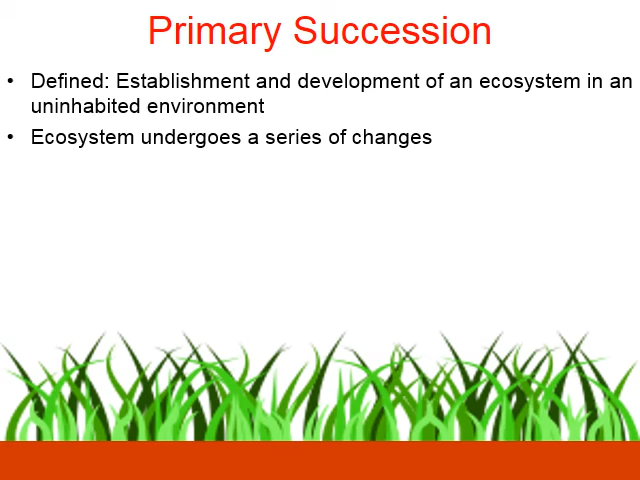 Primary Succession
• Defined: Establishment and development of an ecosystem in an
uninhabited environment
• Ecosystem undergoes a series of changes